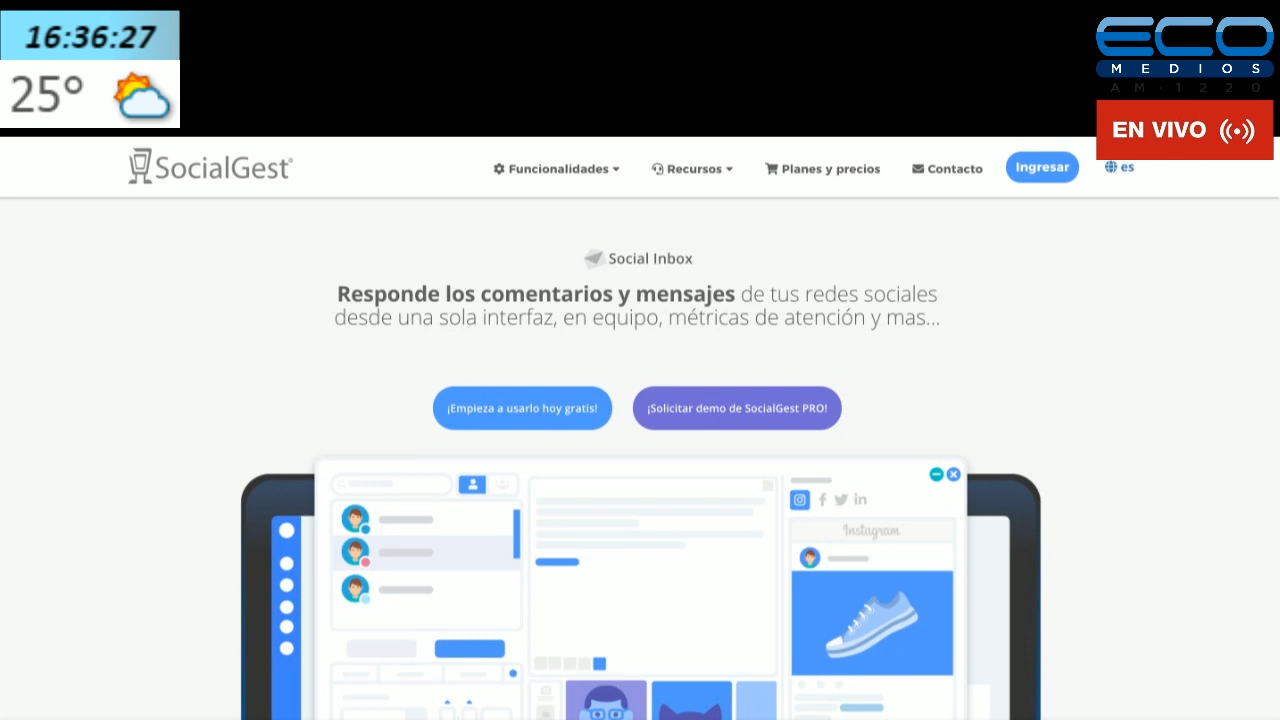 16:36:27
25°
ECO
MEDIOS
AM·1220
EN VIVO
SocialGest
Funcionalidades
Recursos
Planes y precios
Contacto
Ingresar
es
Social Inbox
Responde los comentarios y mensajes de tus redes sociales
desde una sola interfaz, en equipo, métricas de atención y mas...
¡Empieza a usarlo hoy gratis!
¡Solicitar demo de SocialGest PRO!
Instagram